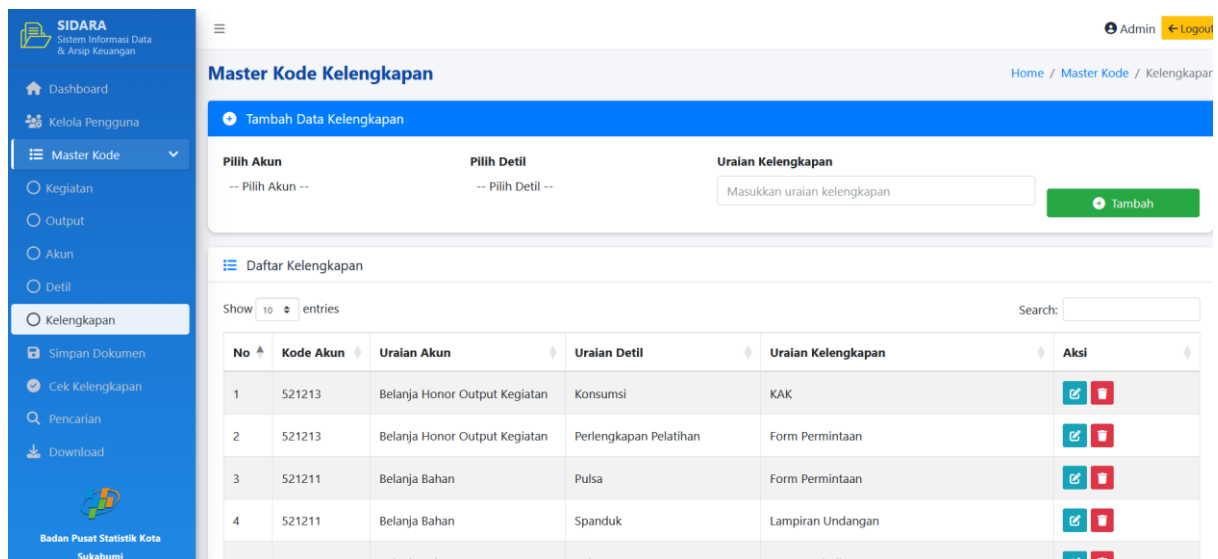 SIDARA
Sistem Informasi Data
& Arsip Keuangan
Admin
Logout
Master Kode Kelengkapan
Home / Master Kode / Kelengkapan
Dashboard
Kelola Pengguna
Master Kode
Kegiatan
Output
Akun
Detil
Kelengkapan
Simpan Dokumen
Cek Kelengkapan
Pencarian
Download
Badan Pusat Statistik Kota
Sukabumi
Tambah Data Kelengkapan
Pilih Akun Pilih Detil Uraian Kelengkapan
-- Pilih Akun -- -- Pilih Detil -- Masukkan uraian kelengkapan
Tambah
Daftar Kelengkapan
Show 10 entries Search:
No Kode Akun Uraian Akun Uraian Detil Uraian Kelengkapan Aksi
1 521213 Belanja Honor Output Kegiatan Konsumsi KAK
2 521213 Belanja Honor Output Kegiatan Perlengkapan Pelatihan Form Permintaan
3 521211 Belanja Bahan Pulsa Form Permintaan
4 521211 Belanja Bahan Spanduk Lampiran Undangan